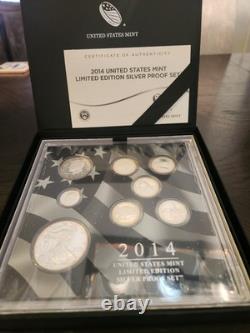 UNITED STATES MINT
CERTIFICATE OF AUTHENTICITY
2014 UNITED STATES MINT
LIMITED EDITION SILVER PROOF SET
2014
UNITED STATES MINT
LIMITED EDITION
SILVER PROOF SET